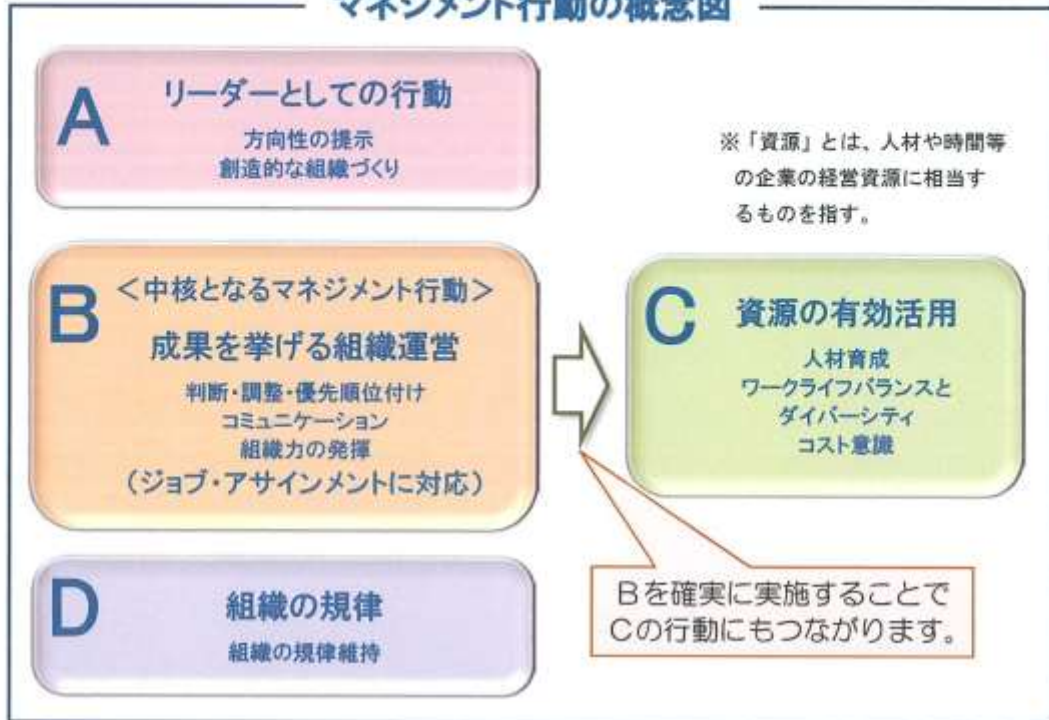 マネジメント行動の概念図
A
リーダーとしての行動
方向性の提示
創造的な組織づくり
※「資源」とは、人材や時間等
の企業の経営資源に相当す
るものを指す。
B
<中核となるマネジメント行動>
成果を挙げる組織運営
判断・調整・優先順位付け
コミュニケーション
組織力の発揮
(ジョブ・アサインメントに対応)
C
資源の有効活用
人材育成
ワークライフバランスと
ダイバーシティ
コスト意識
Bを確実に実施することで
Cの行動にもつながります。
D
組織の規律
組織の規律維持